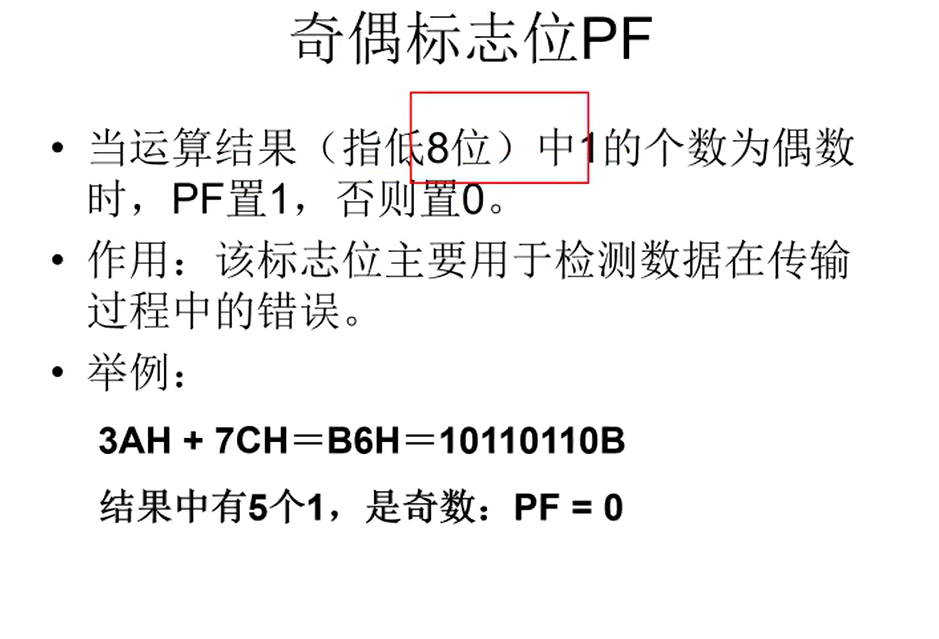 奇偶标志位PF
• 当运算结果（指低8位）中1的个数为偶数
时，PF置1，否则置0。
• 作用：该标志位主要用于检测数据在传输
过程中的错误。
• 举例：
3AH + 7CH＝B6H＝10110110B
结果中有5个1，是奇数：PF = 0